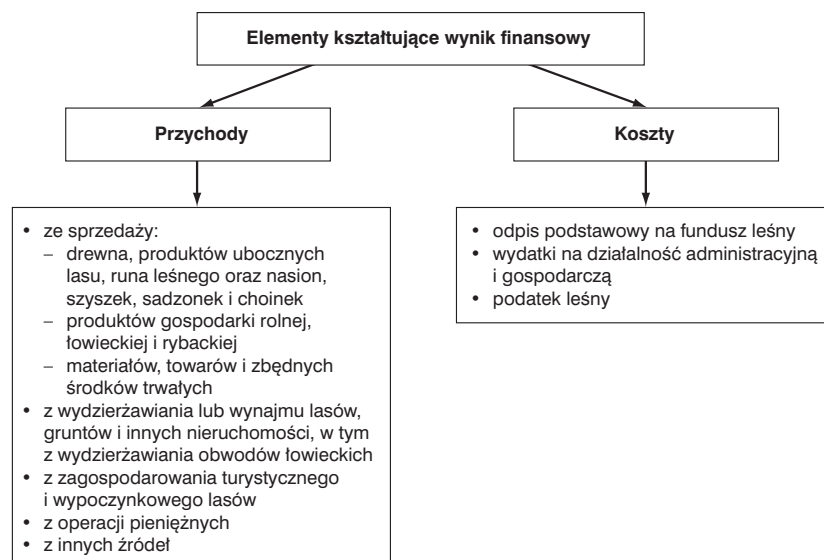 Elementy kształtujące wynik finansowy
Przychody
• ze sprzedaży:
– drewna, produktów ubocznych
lasu, runa leśnego oraz nasion,
szyszek, sadzonek i choinek
– produktów gospodarki rolnej,
łowieckiej i rybackiej
– materiałów, towarów i zbędnych
środków trwałych
• z wydzierżawiania lub wynajmu lasów,
gruntów i innych nieruchomości, w tym
z wydzierżawiania obwodów łowieckich
• z zagospodarowania turystycznego
i wypoczynkowego lasów
• z operacji pieniężnych
• z innych źródeł
Koszty
• odpis podstawowy na fundusz leśny
• wydatki na działalność administracyjną
i gospodarczą
• podatek leśny